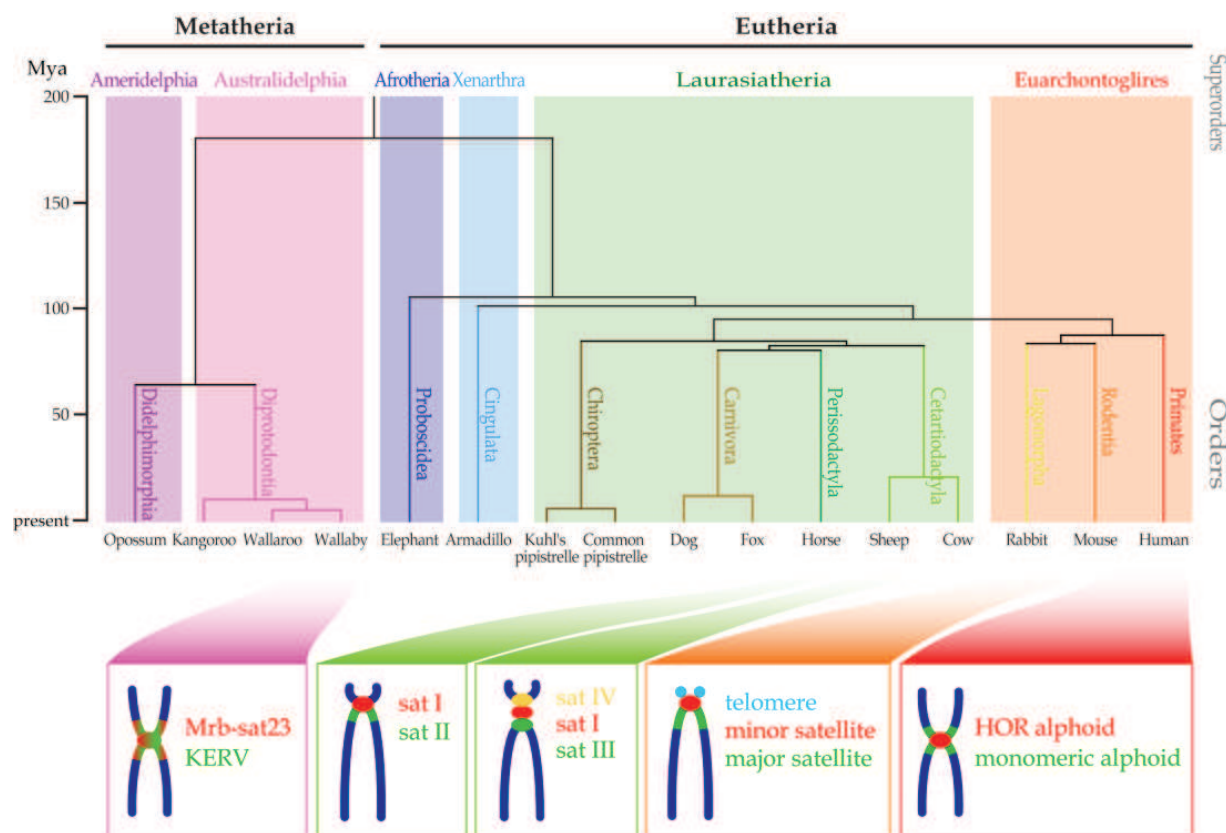 Metatheria
Eutheria
Mya
Ameridelphia
Australidelphia
Afrotheria
Xenarthra
Laurasiatheria
Euarchontoglires
Superorders
200
150
100
50
present
Didelphimorphia
Diprotodontia
Proboscidea
Cingulata
Chiroptera
Carnivora
Perissodactyla
Cetartiodactyla
Lagomorpha
Rodentia
Primates
Orders
Opossum
Kangoroo
Wallaroo
Wallaby
Elephant
Armadillo
Kuhl's
pipistrelle
Common
pipistrelle
Dog
Fox
Horse
Sheep
Cow
Rabbit
Mouse
Human
Mrb-sat23
KERV
sat I
sat II
sat IV
sat I
sat III
telomere
minor satellite
major satellite
HOR alphoid
monomeric alphoid